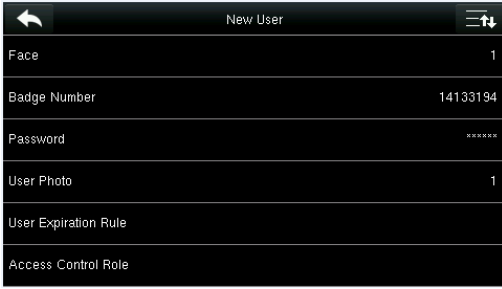 New User
Face 1
Badge Number 14133194
Password ******
User Photo 1
User Expiration Rule
Access Control Role